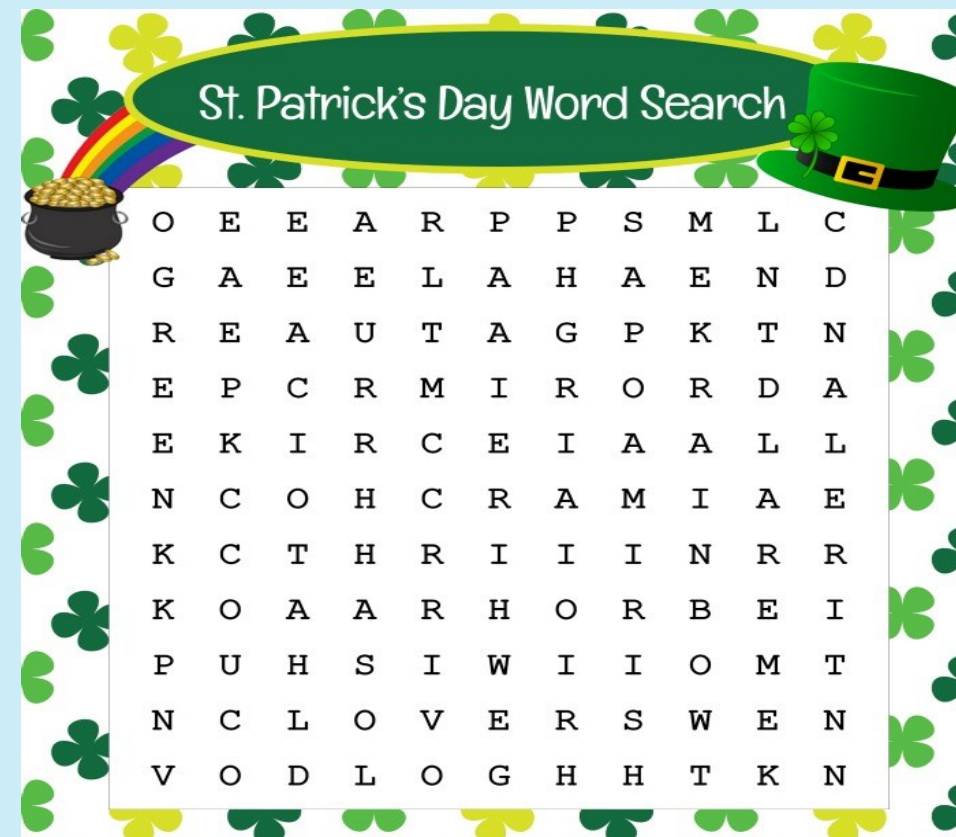 St. Patrick's Day Word Search
O E E A R P P S M L C
G A E E L A H A E N D
R E A U T A G P K T N
E P C R M I R O R D A
E K I R C E I A A L L
N C O H C R A M I A E
K C T H R I I I N R R
K O A A R H O R B E I
P U H S I W I I O M T
N C L O V E R S W E N
V O D L O G H H T K N